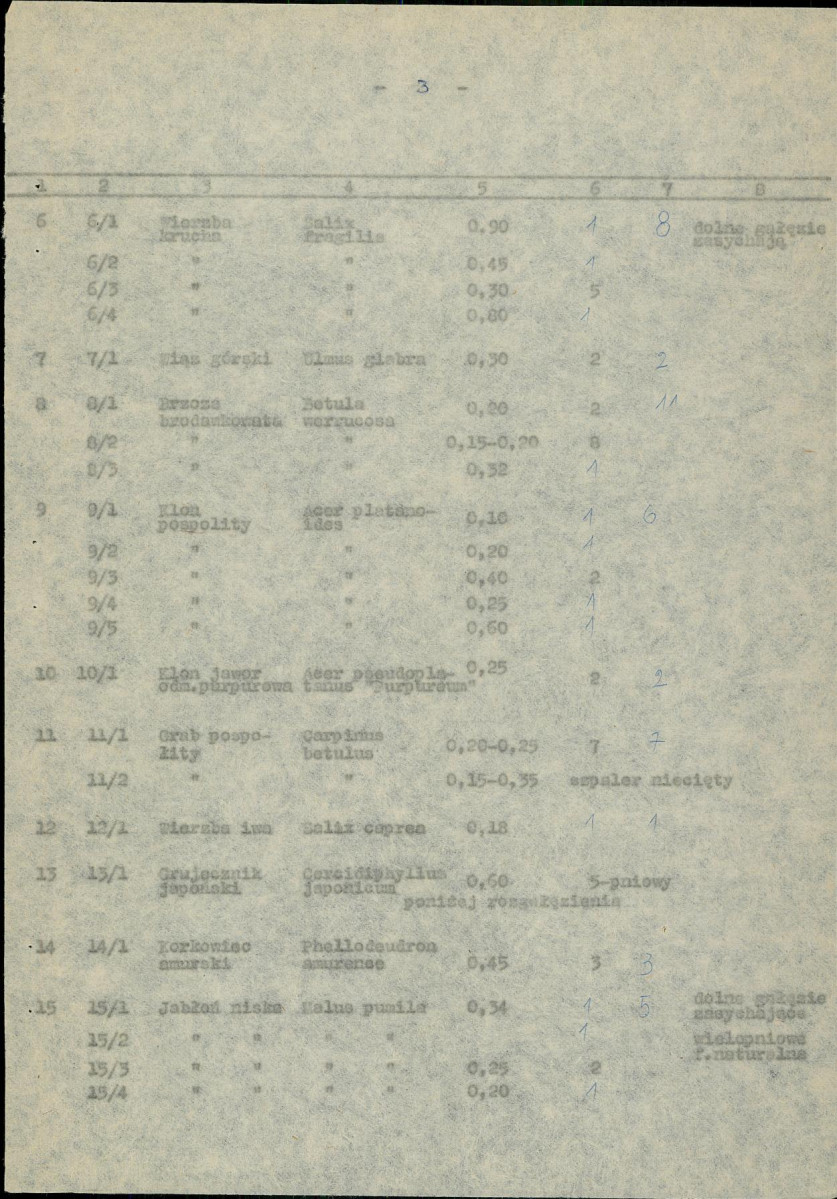 - 3 -
1 2 3 4 5 6 7 8
6 6/1 Wierzba Salix 0,90 1 8 dolne gałęzie
krucha fragilis zasychają
6/2 " " 0,45 1
6/3 " " 0,30 5
6/4 " " 0,80 1
7 7/1 Wiąz górski Ulmus glabra 0,30 2 2
8 8/1 Brzoza Betula 0,20 2 11
brodawkowata werrucosa
8/2 " " 0,15-0,20 8
8/3 " " 0,32 1
9 9/1 Klon Acer platano- 0,10 1 6
pospolity ides
9/2 " " 0,20 1
9/3 " " 0,40 2
9/4 " " 0,25 1
9/5 " " 0,60 1
10 10/1 Klon jawor Acer pseudopla- 0,25 2 2
odm.purpurowa tanus "Purpureum"
11 11/1 Grab pospo- Carpinus 0,20-0,25 7 7
lity betulus
11/2 " " 0,15-0,35 szpaler niecięty
12 12/1 Wierzba iwa Salix caprea 0,18 1 1
13 13/1 Grujecznik Cercidiphyllum 0,60 5-pniowy
japoński japonicum
poniżej rozgałęzienia
14 14/1 Korkowiec Phellodeudron
amurski amurense 0,45 3 3
15 15/1 Jabłoń niska Malus pumila 0,34 1 5 dolne gałęzie
zasychające
15/2 " " " " 1 wielopniowa
f.naturalna
15/3 " " " " 0,25 2
15/4 " " " " 0,20 1